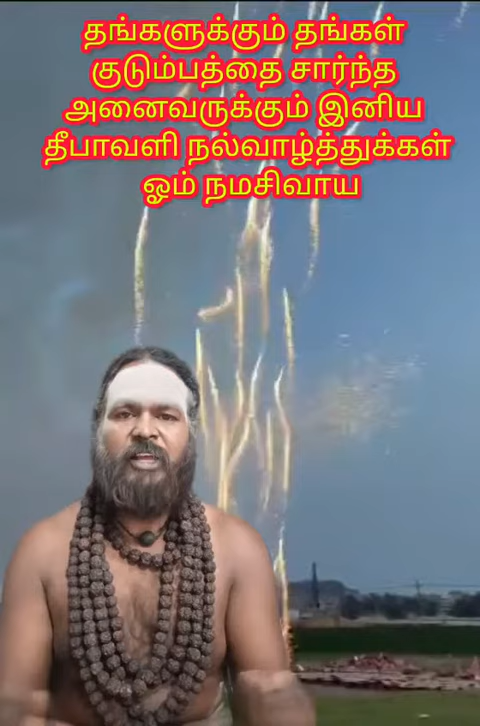 தங்களுக்கும் தங்கள்
குடும்பத்தை சார்ந்த
அனைவருக்கும் இனிய
தீபாவளி நல்வாழ்த்துக்கள்
ஓம் நமசிவாய